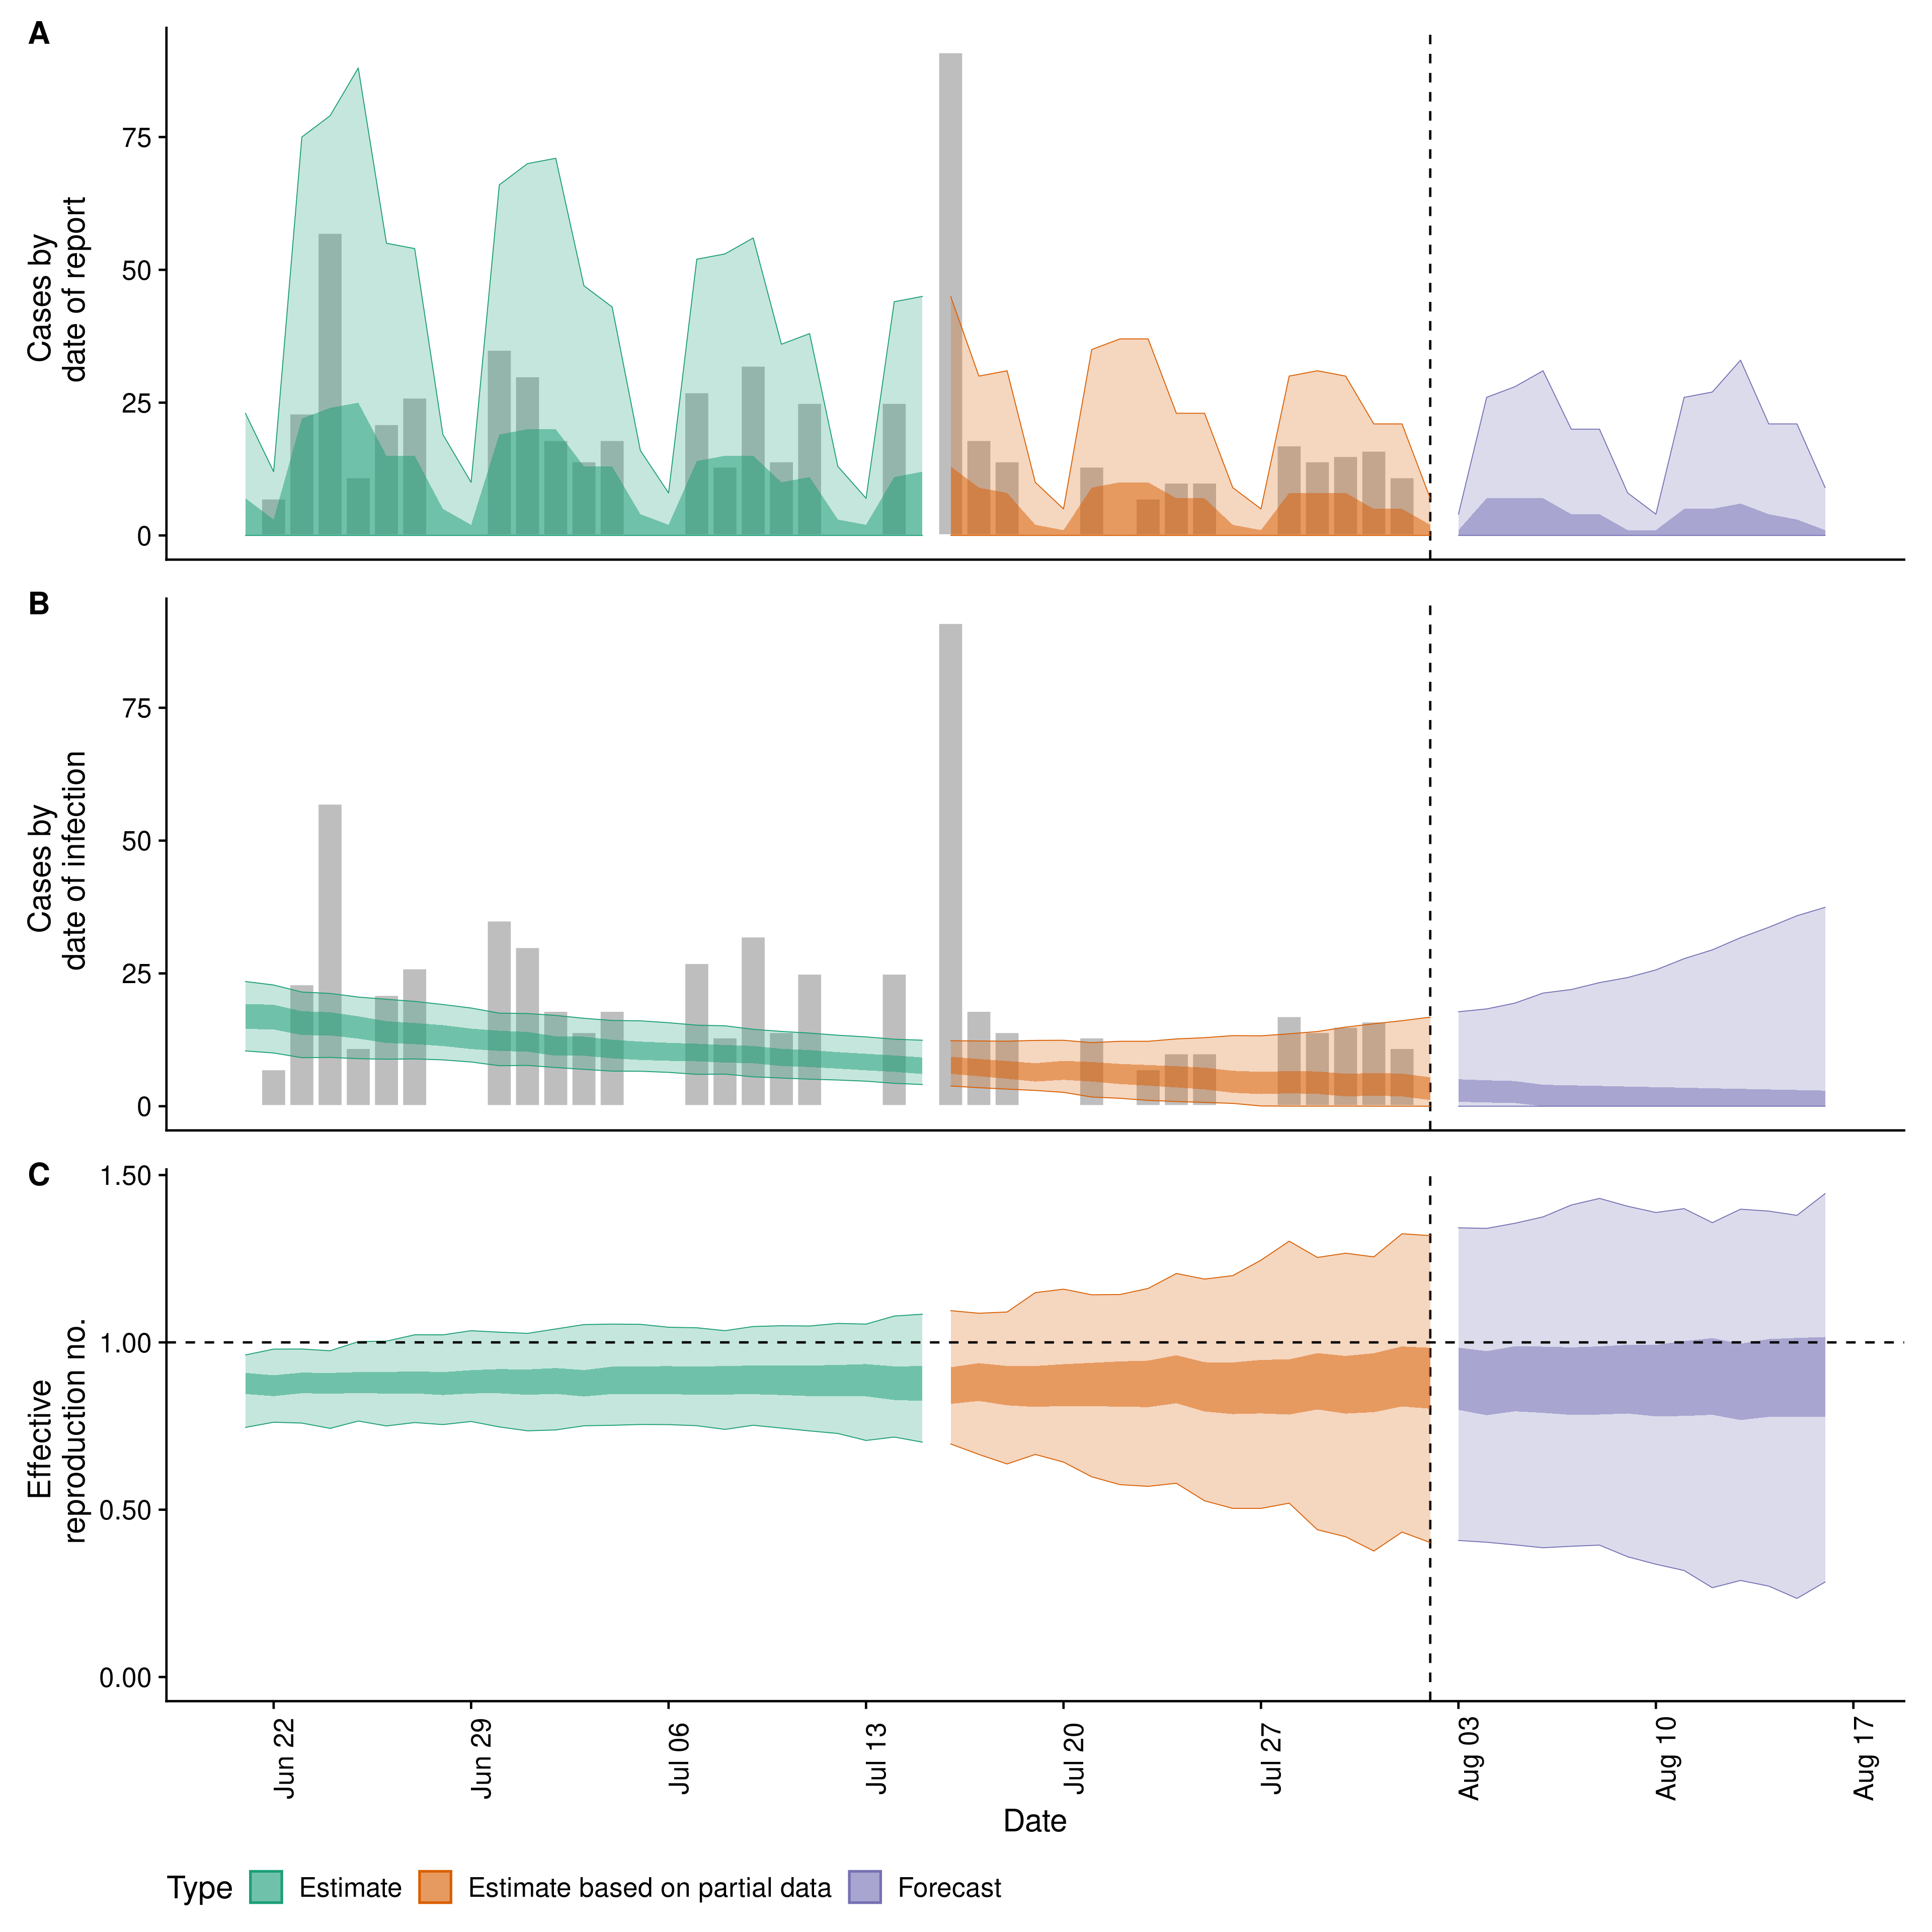 A
Cases by
date of report
75
50
25
0
B
Cases by
date of infection
75
50
25
0
C
Effective
reproduction no.
1.50
1.00
0.50
0.00
Jun 22
Jun 29
Jul 06
Jul 13
Jul 20
Jul 27
Aug 03
Aug 10
Aug 17
Date
Type Estimate Estimate based on partial data Forecast